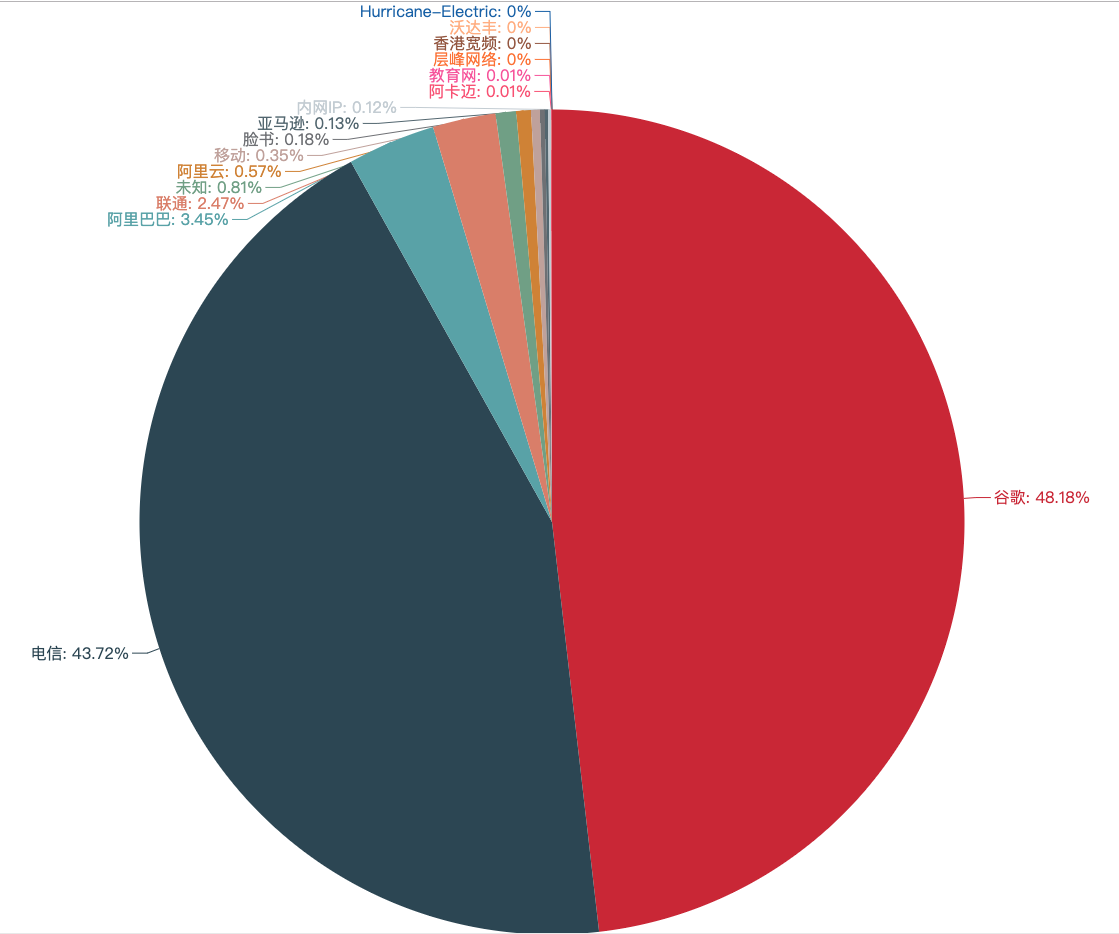 Hurricane-Electric: 0%
沃达丰: 0%
香港宽频: 0%
层峰网络: 0%
教育网: 0.01%
阿卡迈: 0.01%
内网IP: 0.12%
亚马逊: 0.13%
脸书: 0.18%
移动: 0.35%
阿里云: 0.57%
未知: 0.81%
联通: 2.47%
阿里巴巴: 3.45%
谷歌: 48.18%
电信: 43.72%